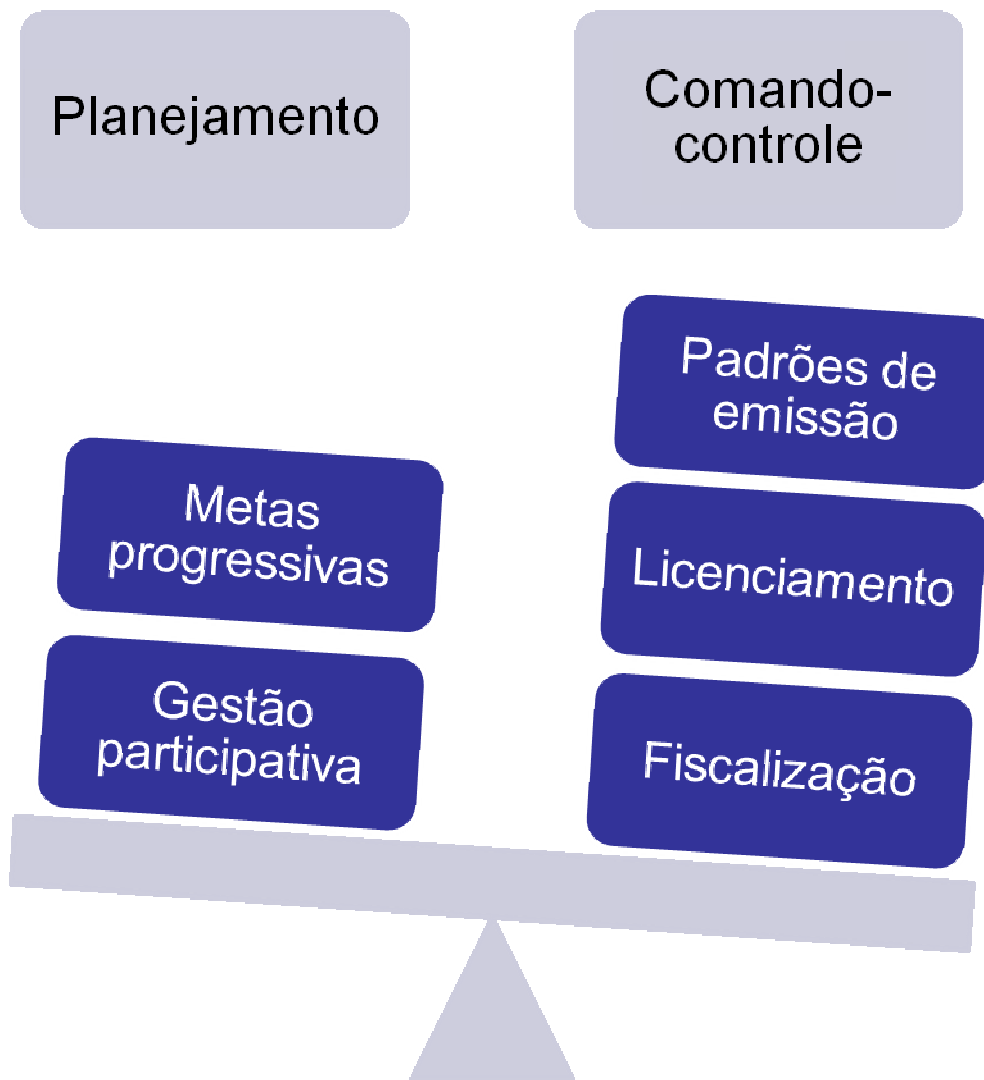 Planejamento
Comando-
controle
Metas
progressivas
Gestão
participativa
Padrões de
emissão
Licenciamento
Fiscalização